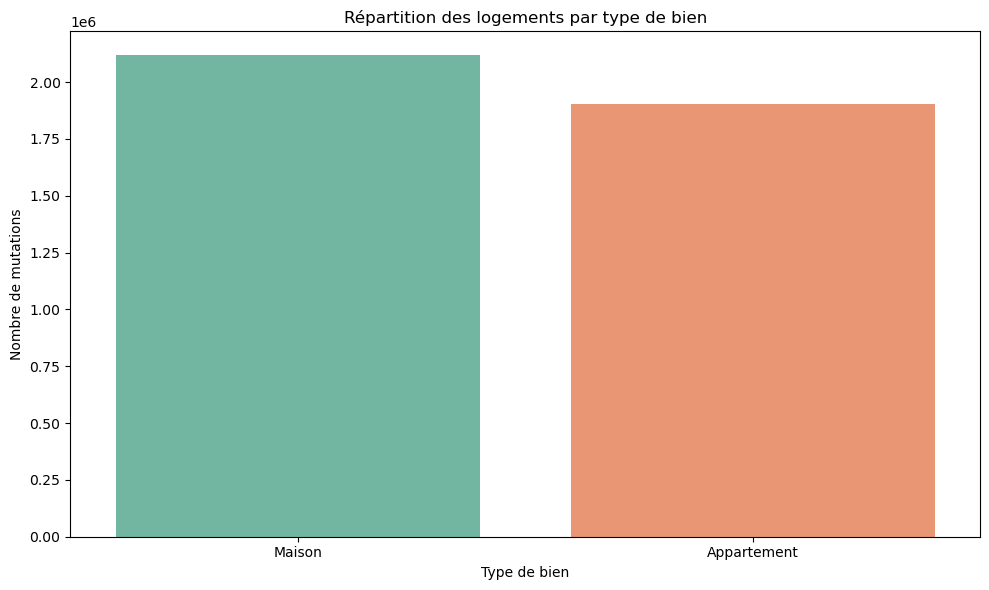 Répartition des logements par type de bien
1e6
2.00
1.75
1.50
1.25
1.00
0.75
0.50
0.25
0.00
Nombre de mutations
Maison
Appartement
Type de bien